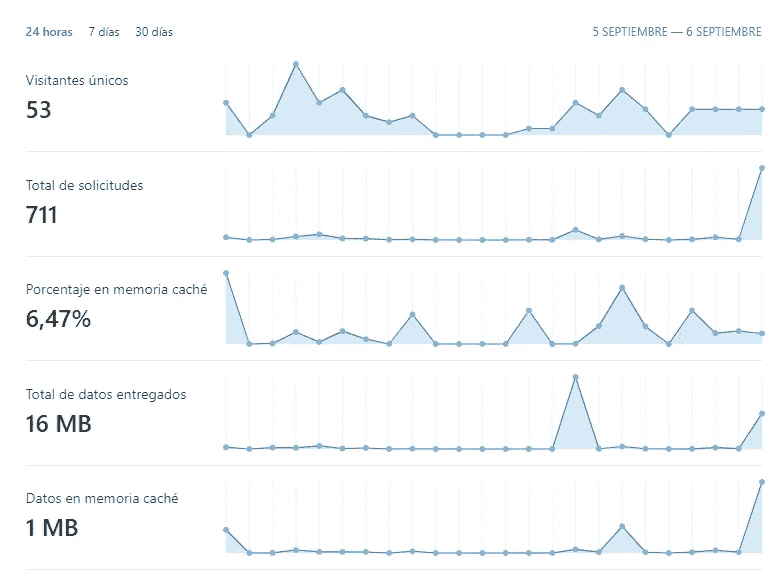 24 horas 7 días 30 días 5 SEPTIEMBRE — 6 SEPTIEMBRE
Visitantes únicos
53
Total de solicitudes
711
Porcentaje en memoria caché
6,47%
Total de datos entregados
16 MB
Datos en memoria caché
1 MB